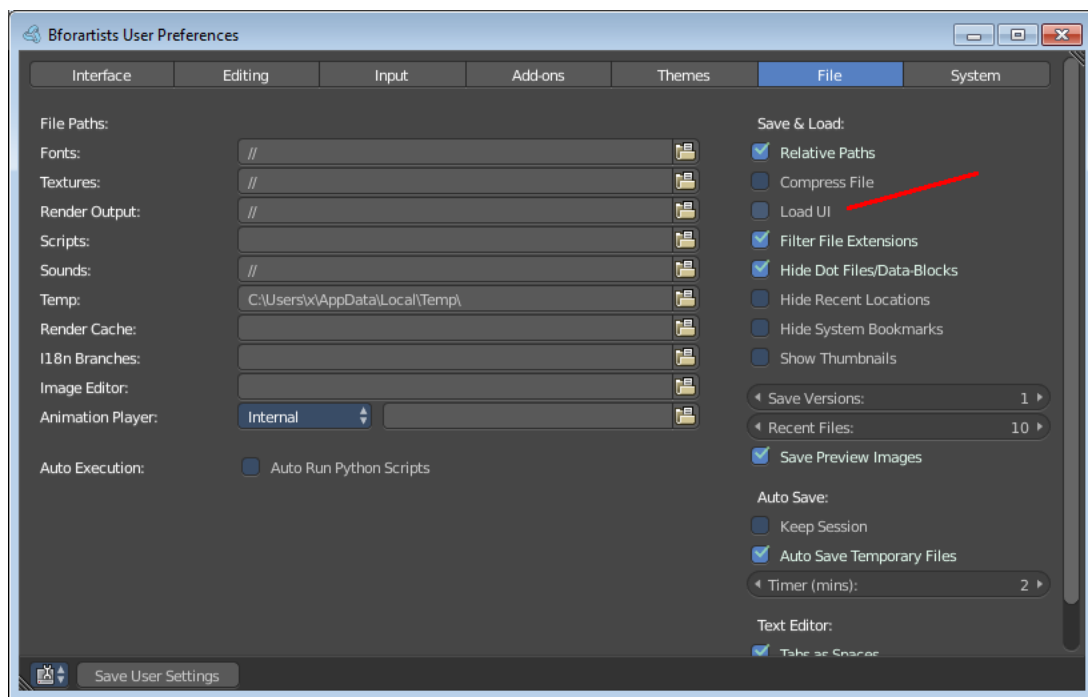 Bforartists User Preferences
Interface Editing Input Add-ons Themes File System
File Paths:
Fonts: //
Textures: //
Render Output: //
Scripts:
Sounds: //
Temp: C:\Users\x\AppData\Local\Temp\
Render Cache:
I18n Branches:
Image Editor:
Animation Player: Internal
Auto Execution: Auto Run Python Scripts
Save & Load:
Relative Paths
Compress File
Load UI
Filter File Extensions
Hide Dot Files/Data-Blocks
Hide Recent Locations
Hide System Bookmarks
Show Thumbnails
Save Versions: 1
Recent Files: 10
Save Preview Images
Auto Save:
Keep Session
Auto Save Temporary Files
Timer (mins): 2
Text Editor:
Tabs as Spaces
Save User Settings